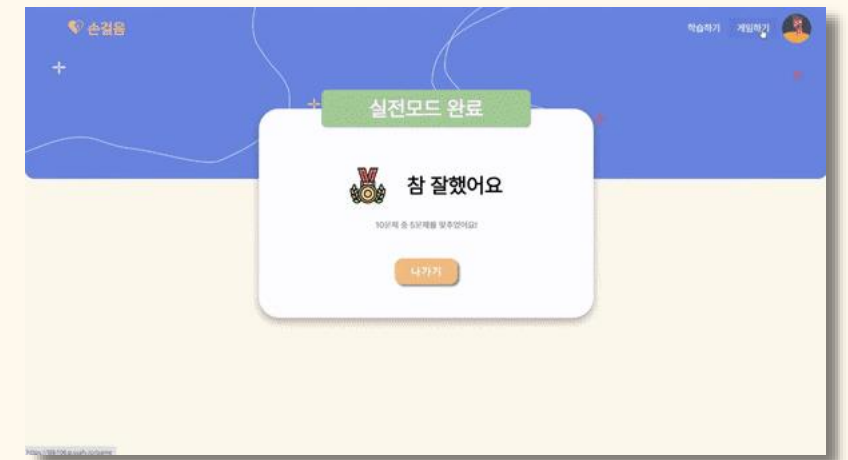 손걸음
학습하기 게임하기
실전모드 완료
참 잘했어요
10문제 중 5문제를 맞추었어요!
나가기